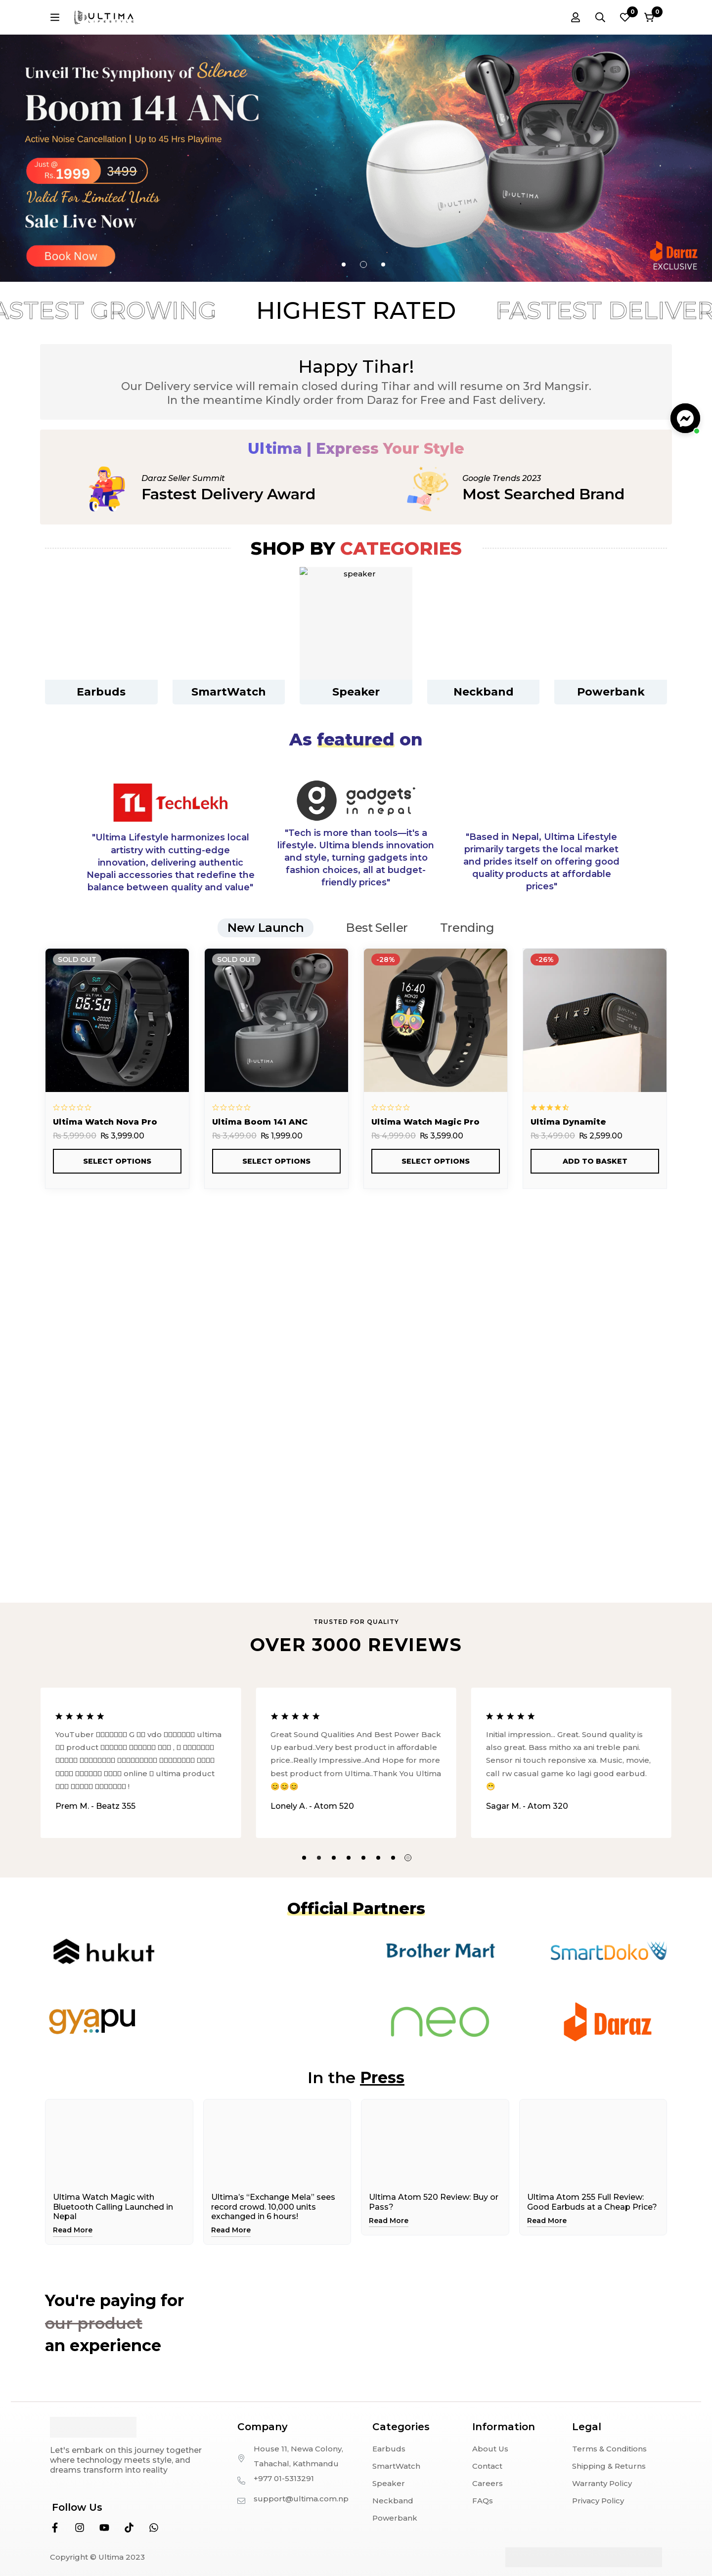 ULTIMA
LIFESTYLE
0
0
Unveil The Symphony of Silence
Boom 141 ANC
Active Noise Cancellation | Up to 45 Hrs Playtime
Just @
Rs.1999 3499
Valid For Limited Units
Sale Live Now
Book Now
ULTIMA
ULTIMA
Daraz
EXCLUSIVE
ASTEST GROWING HIGHEST RATED FASTEST DELIVER
Happy Tihar!
Our Delivery service will remain closed during Tihar and will resume on 3rd Mangsir.
In the meantime Kindly order from Daraz for Free and Fast delivery.
Ultima | Express Your Style
Daraz Seller Summit
Fastest Delivery Award
Google Trends 2023
Most Searched Brand
SHOP BY CATEGORIES
speaker
Earbuds
SmartWatch
Speaker
Neckband
Powerbank
As featured on
TL TechLekh
"Ultima Lifestyle harmonizes local
artistry with cutting-edge
innovation, delivering authentic
Nepali accessories that redefine the
balance between quality and value"
gadgets
in nepal
"Tech is more than tools—it's a
lifestyle. Ultima blends innovation
and style, turning gadgets into
fashion choices, all at budget-
friendly prices"
"Based in Nepal, Ultima Lifestyle
primarily targets the local market
and prides itself on offering good
quality products at affordable
prices"
New Launch
Best Seller
Trending
SOLD OUT
06:50
Ultima Watch Nova Pro
₨ 5,999.00 ₨ 3,999.00
SELECT OPTIONS
SOLD OUT
ULTIMA
Ultima Boom 141 ANC
₨ 3,499.00 ₨ 1,999.00
SELECT OPTIONS
-28%
16:40
Ultima Watch Magic Pro
₨ 4,999.00 ₨ 3,599.00
SELECT OPTIONS
-26%
Ultima Dynamite
₨ 3,499.00 ₨ 2,599.00
ADD TO BASKET
TRUSTED FOR QUALITY
OVER 3000 REVIEWS
★ ★ ★ ★ ★
YouTuber G vdo ultima
product ,
online ultima product
!
Prem M. - Beatz 355
★ ★ ★ ★ ★
Great Sound Qualities And Best Power Back
Up earbud..Very best product in affordable
price..Really Impressive..And Hope for more
best product from Ultima..Thank You Ultima
😊😊😊
Lonely A. - Atom 520
★ ★ ★ ★ ★
Initial impression... Great. Sound quality is
also great. Bass mitho xa ani treble pani.
Sensor ni touch reponsive xa. Music, movie,
call rw casual game ko lagi good earbud.
😁
Sagar M. - Atom 320
Official Partners
hukut
Brother Mart
SmartDoko
gyapu
neo
Daraz
In the Press
Ultima Watch Magic with
Bluetooth Calling Launched in
Nepal
Read More
Ultima's “Exchange Mela” sees
record crowd. 10,000 units
exchanged in 6 hours!
Read More
Ultima Atom 520 Review: Buy or
Pass?
Read More
Ultima Atom 255 Full Review:
Good Earbuds at a Cheap Price?
Read More
You're paying for
our product
an experience
Let's embark on this journey together
where technology meets style, and
dreams transform into reality
Follow Us
Company
House 11, Newa Colony,
Tahachal, Kathmandu
+977 01-5313291
support@ultima.com.np
Categories
Earbuds
SmartWatch
Speaker
Neckband
Powerbank
Information
About Us
Contact
Careers
FAQs
Legal
Terms & Conditions
Shipping & Returns
Warranty Policy
Privacy Policy
Copyright © Ultima 2023